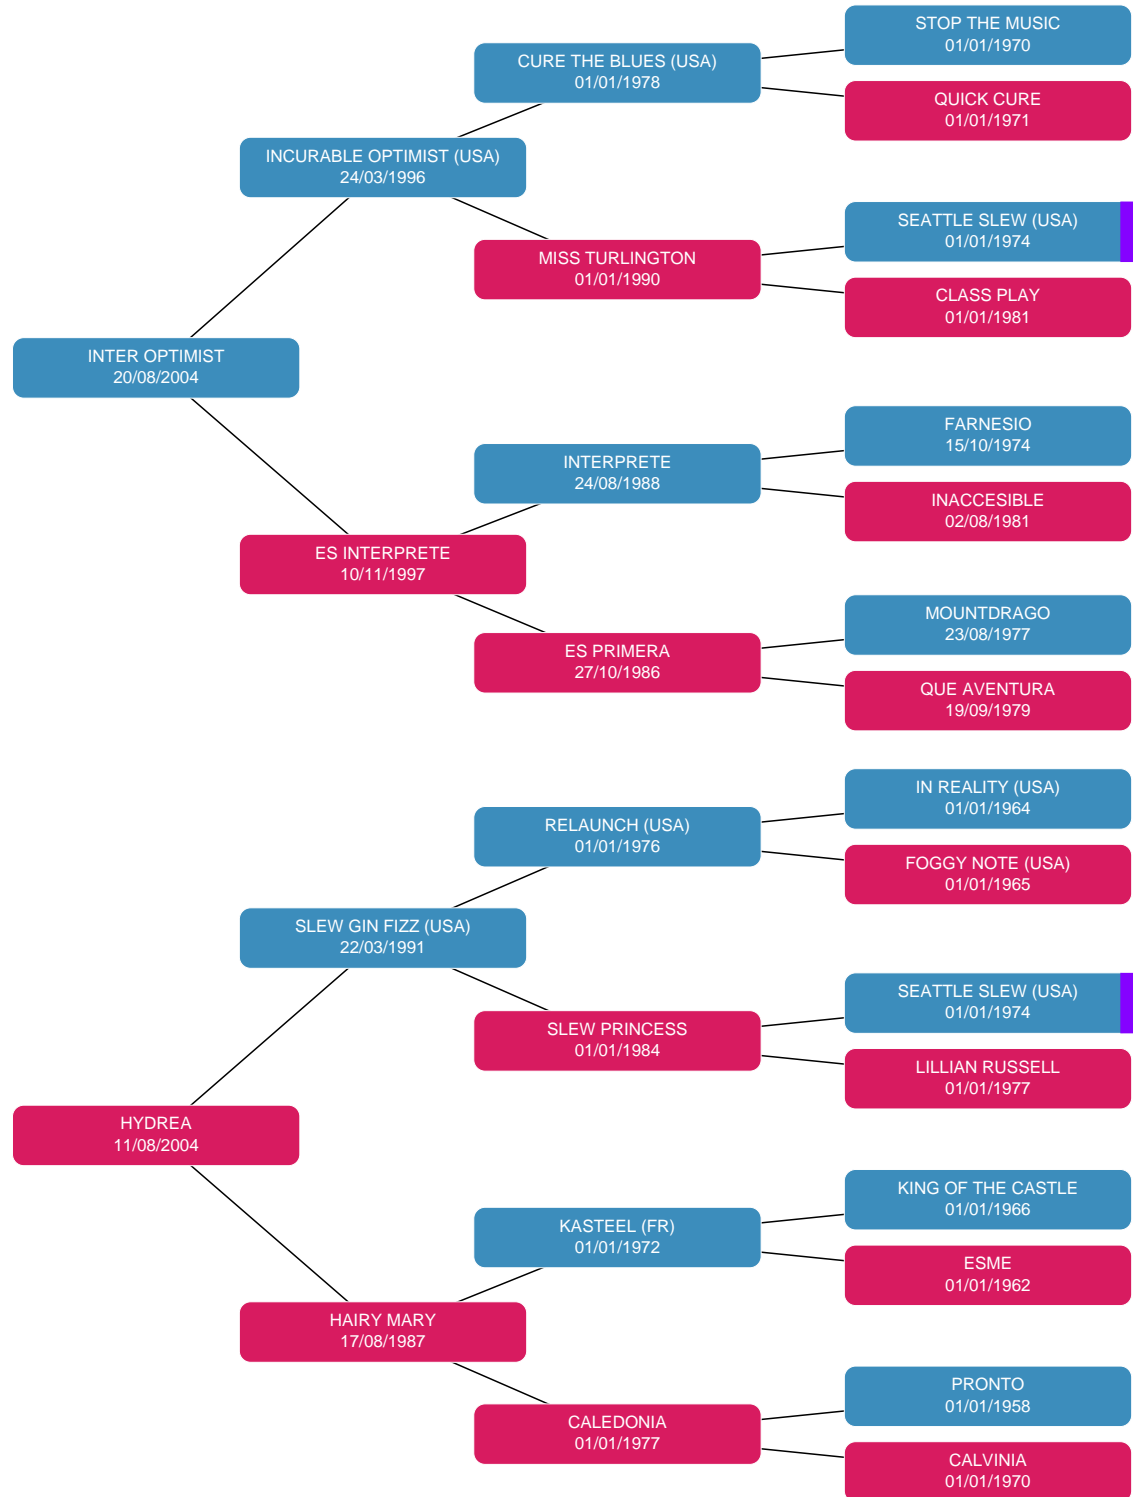 STOP THE MUSIC
01/01/1970
CURE THE BLUES (USA)
01/01/1978
QUICK CURE
01/01/1971
INCURABLE OPTIMIST (USA)
24/03/1996
SEATTLE SLEW (USA)
01/01/1974
MISS TURLINGTON
01/01/1990
CLASS PLAY
01/01/1981
INTER OPTIMIST
20/08/2004
FARNESIO
15/10/1974
INTERPRETE
24/08/1988
INACCESIBLE
02/08/1981
ES INTERPRETE
10/11/1997
MOUNTDRAGO
23/08/1977
ES PRIMERA
27/10/1986
QUE AVENTURA
19/09/1979
IN REALITY (USA)
01/01/1964
RELAUNCH (USA)
01/01/1976
FOGGY NOTE (USA)
01/01/1965
SLEW GIN FIZZ (USA)
22/03/1991
SEATTLE SLEW (USA)
01/01/1974
SLEW PRINCESS
01/01/1984
LILLIAN RUSSELL
01/01/1977
HYDREA
11/08/2004
KING OF THE CASTLE
01/01/1966
KASTEEL (FR)
01/01/1972
ESME
01/01/1962
HAIRY MARY
17/08/1987
PRONTO
01/01/1958
CALEDONIA
01/01/1977
CALVINIA
01/01/1970